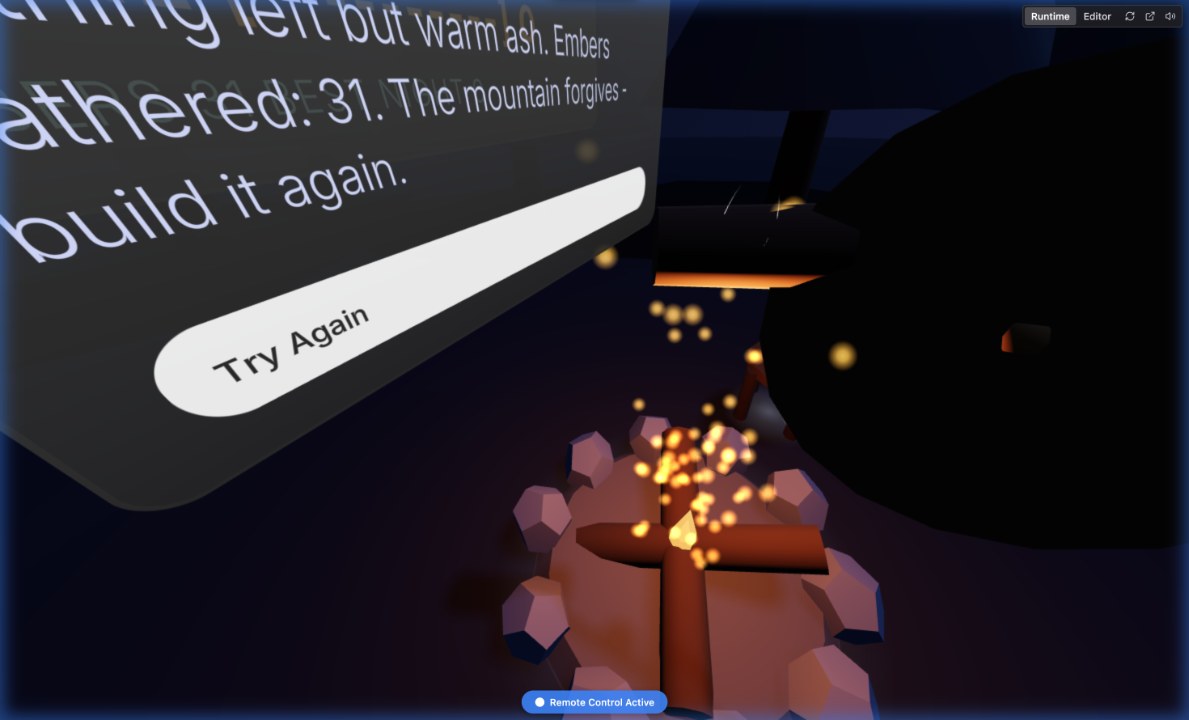 left but warm ash. Embers
athered: 31. The mountain forgives -
build it again.
Try Again
Runtime Editor
Remote Control Active